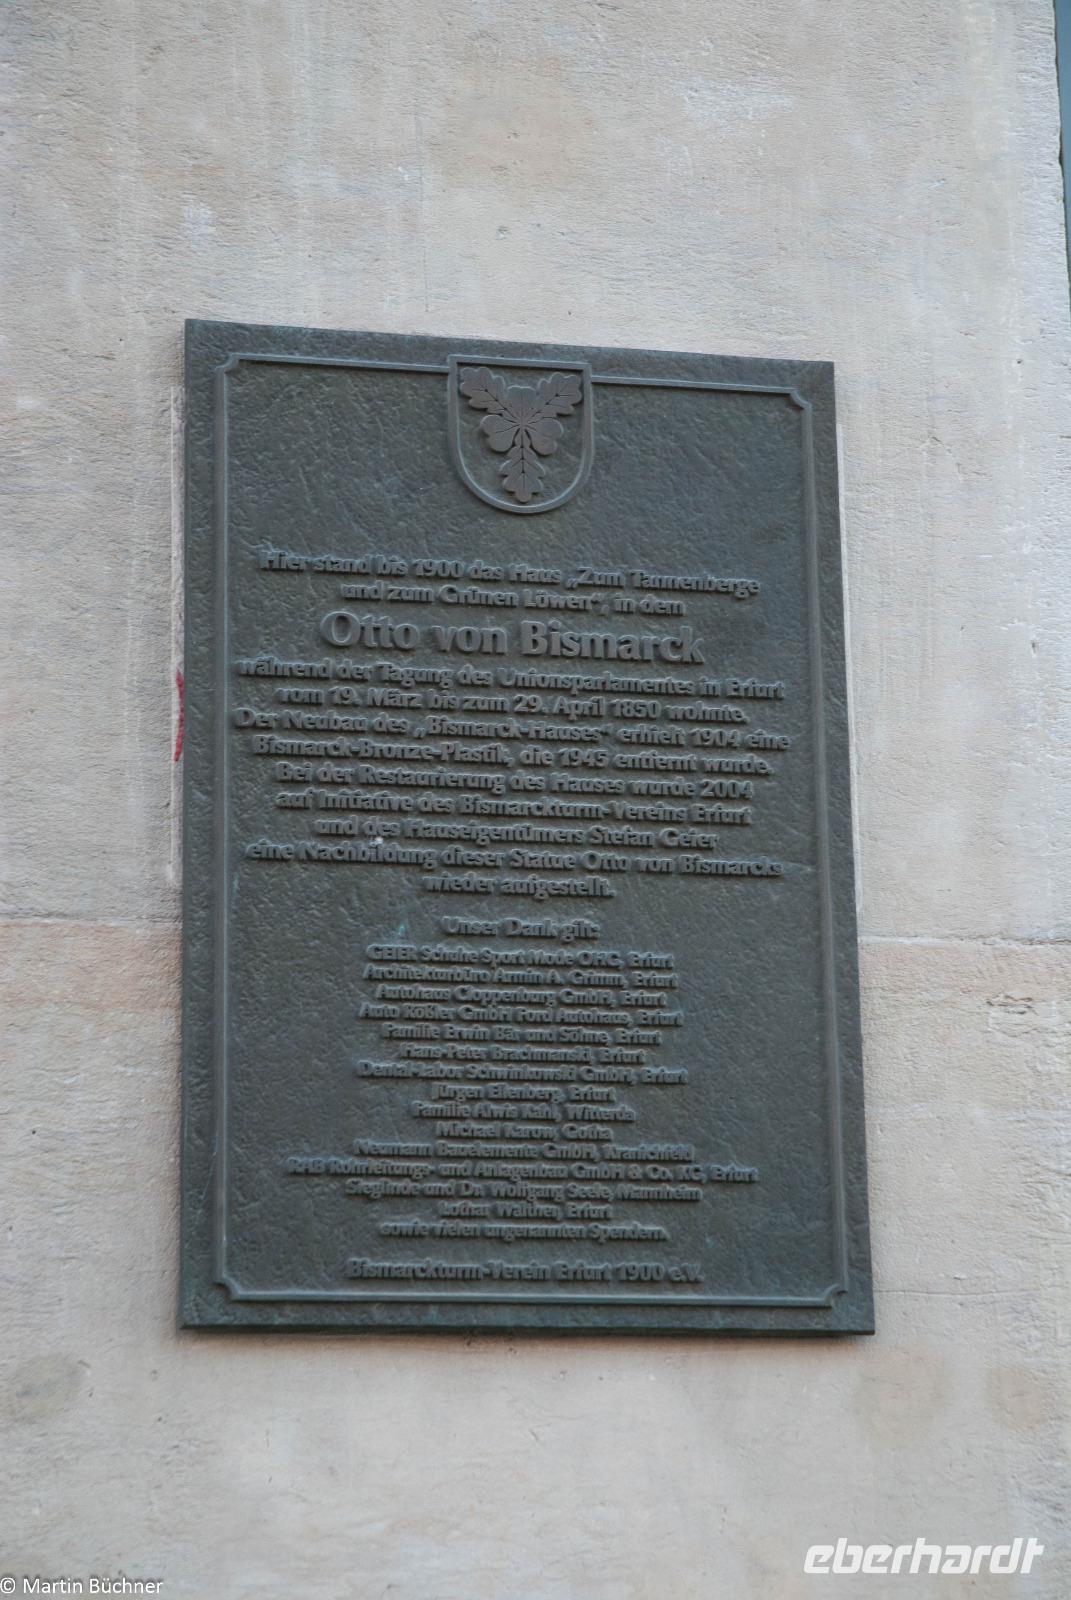 Hier stand bis 1900 das Haus „Zum Tannenberge
und zum Grünen Löwen“, in dem
Otto von Bismarck
während der Tagung des Unionsparlamentes in Erfurt
vom 19. März bis zum 29. April 1850 wohnte.
Der Neubau des „Bismarck-Hauses“ erhielt 1904 eine
Bismarck-Bronze-Plastik, die 1945 entfernt wurde.
Bei der Restaurierung des Hauses wurde 2004
auf Initiative des Bismarckturm-Vereins Erfurt
und des Hauseigentümers Stefan Geier
eine Nachbildung dieser Statue Otto von Bismarcks
wieder aufgestellt.
Unser Dank gilt:
GEIER Schuhe Sport Mode OHG, Erfurt
Architekturbüro Armin A. Grimm, Erfurt
Autohaus Cloppenburg GmbH, Erfurt
Auto Rößler GmbH Ford Autohaus, Erfurt
Familie Erwin Bär und Söhne, Erfurt
Hans-Peter Brachmanski, Erfurt
Dental-Labor Schwinkowski GmbH, Erfurt
Jürgen Ellenberg, Erfurt
Familie Alwis Kahl, Witterda
Michael Karow, Gotha
Neumann Bauelemente GmbH, Kranichfeld
RAB Rohrleitungs- und Anlagenbau GmbH & Co. KG, Erfurt
Sieglinde und Dr. Wolfgang Seele, Mannheim
Lothar Walther, Erfurt
sowie vielen ungenannten Spendern.
Bismarckturm-Verein Erfurt 1900 e.V.
eberhardt
© Martin Büchner